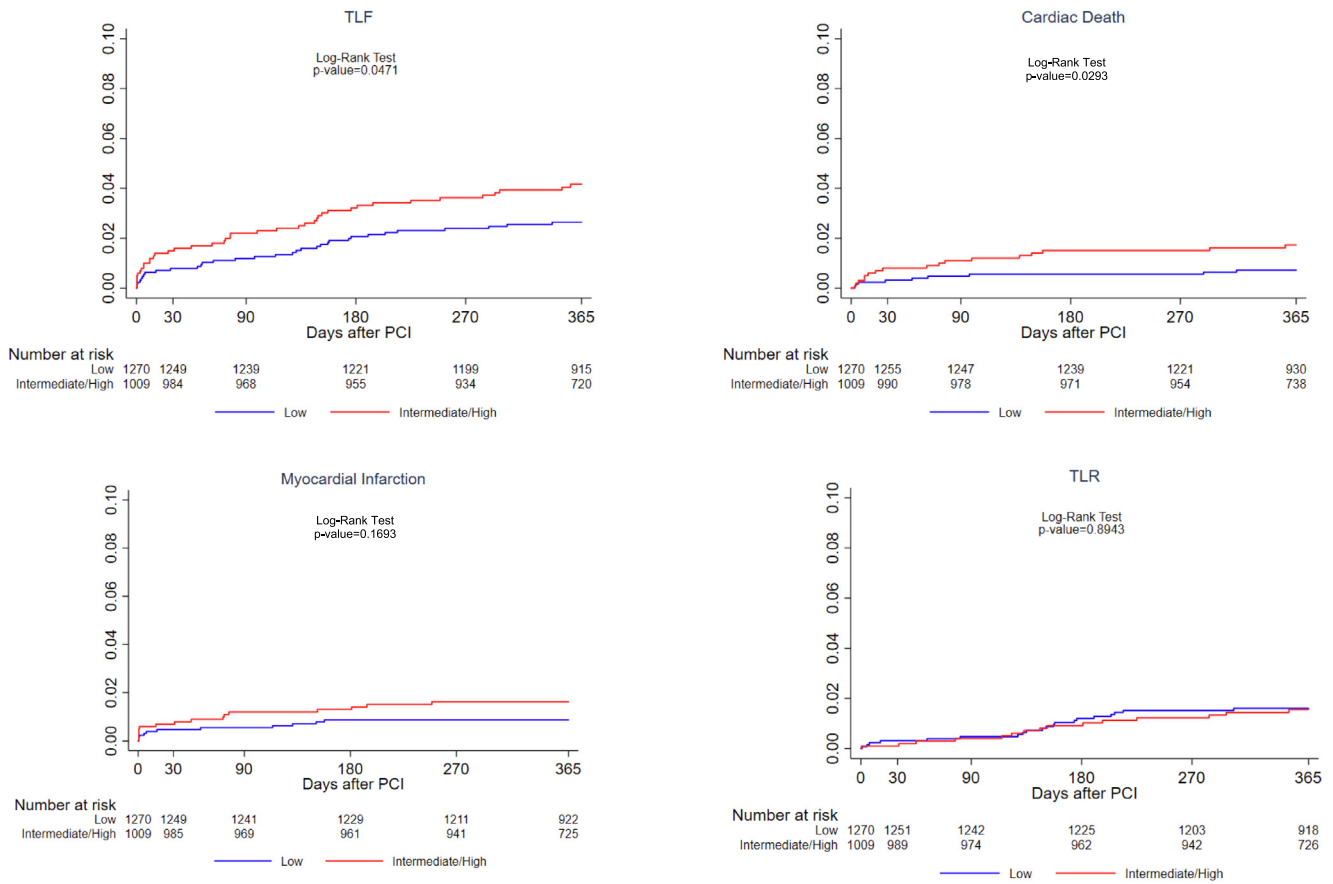 TLF
Log-Rank Test
p-value=0.0471
0.10
0.08
0.06
0.04
0.02
0.00
0 30 90 180 270 365
Days after PCI
Number at risk
Low 1270 1249 1239 1221 1199 915
Intermediate/High 1009 984 968 955 934 720
Low Intermediate/High
Cardiac Death
Log-Rank Test
p-value=0.0293
0.10
0.08
0.06
0.04
0.02
0.00
0 30 90 180 270 365
Days after PCI
Number at risk
Low 1270 1255 1247 1239 1221 930
Intermediate/High 1009 990 978 971 954 738
Low Intermediate/High
Myocardial Infarction
Log-Rank Test
p-value=0.1693
0.10
0.08
0.06
0.04
0.02
0.00
0 30 90 180 270 365
Days after PCI
Number at risk
Low 1270 1249 1241 1229 1211 922
Intermediate/High 1009 985 969 961 941 725
Low Intermediate/High
TLR
Log-Rank Test
p-value=0.8943
0.10
0.08
0.06
0.04
0.02
0.00
0 30 90 180 270 365
Days after PCI
Number at risk
Low 1270 1251 1242 1225 1203 918
Intermediate/High 1009 989 974 962 942 726
Low Intermediate/High